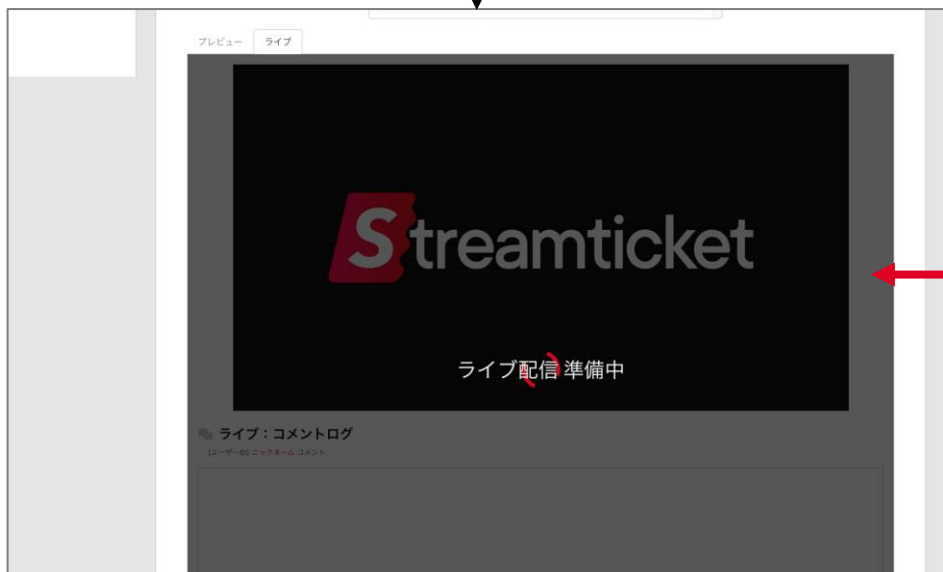 プレビュー ライブ
Streamticket
ライブ配信 準備中
ライブ：コメントログ
[ユーザーID] ニックネーム コメント